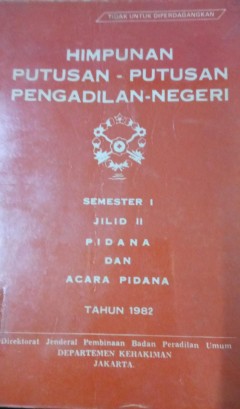 TIDAK UNTUK DIPERDAGANGKAN
HIMPUNAN
PUTUSAN - PUTUSAN
PENGADILAN-NEGERI
SEMESTER I
JILID II
PIDANA
DAN
ACARA PIDANA
TAHUN 1982
Direktorat Jenderal Pembinaan Badan Peradilan Umum
DEPARTEMEN KEHAKIMAN
JAKARTA.